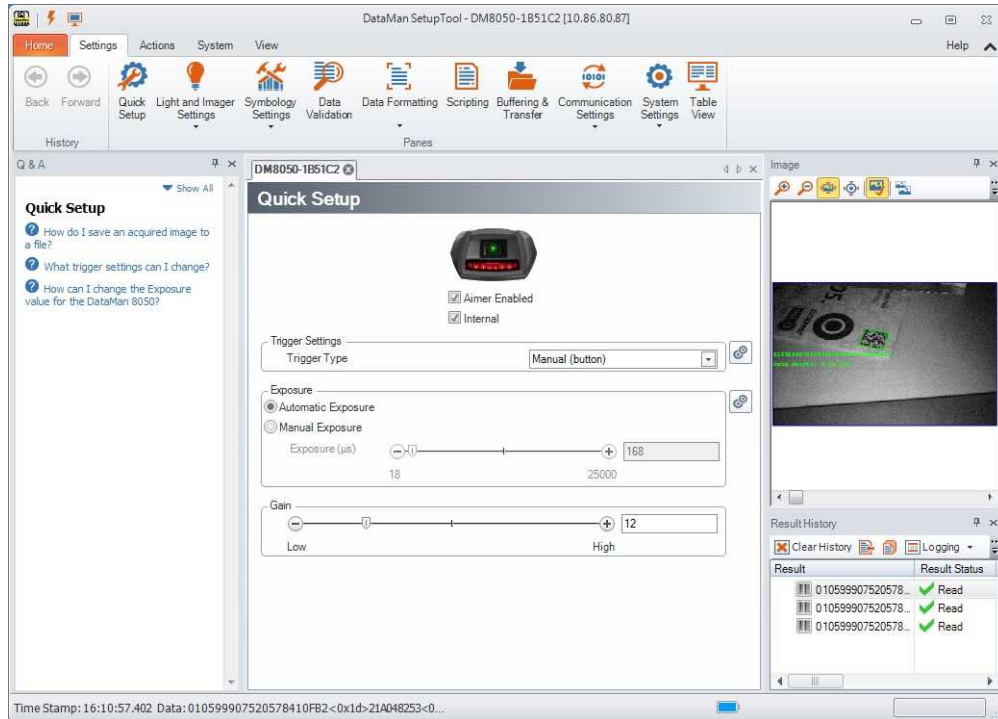 DataMan SetupTool - DM8050-1B51C2 [10.86.80.87]
Home Settings Actions System View Help
Back Forward Quick Setup Light and Imager Settings Symbology Settings Data Validation Data Formatting Scripting Buffering & Transfer Communication Settings System Settings Table View
History Panes
Q & A
Show All
Quick Setup
How do I save an acquired image to
a file?
What trigger settings can I change?
How can I change the Exposure
value for the DataMan 8050?
DM8050-1B51C2
Quick Setup
Aimer Enabled
Internal
Trigger Settings
Trigger Type Manual (button)
Exposure
Automatic Exposure
Manual Exposure
Exposure (µs) 168
18 25000
Gain
12
Low High
Image
Result History
Clear History Logging
Result Result Status
010599907520578... Read
010599907520578... Read
010599907520578... Read
Time Stamp: 16:10:57.402 Data: 010599907520578410FB2<0x1d>21A048253<0...